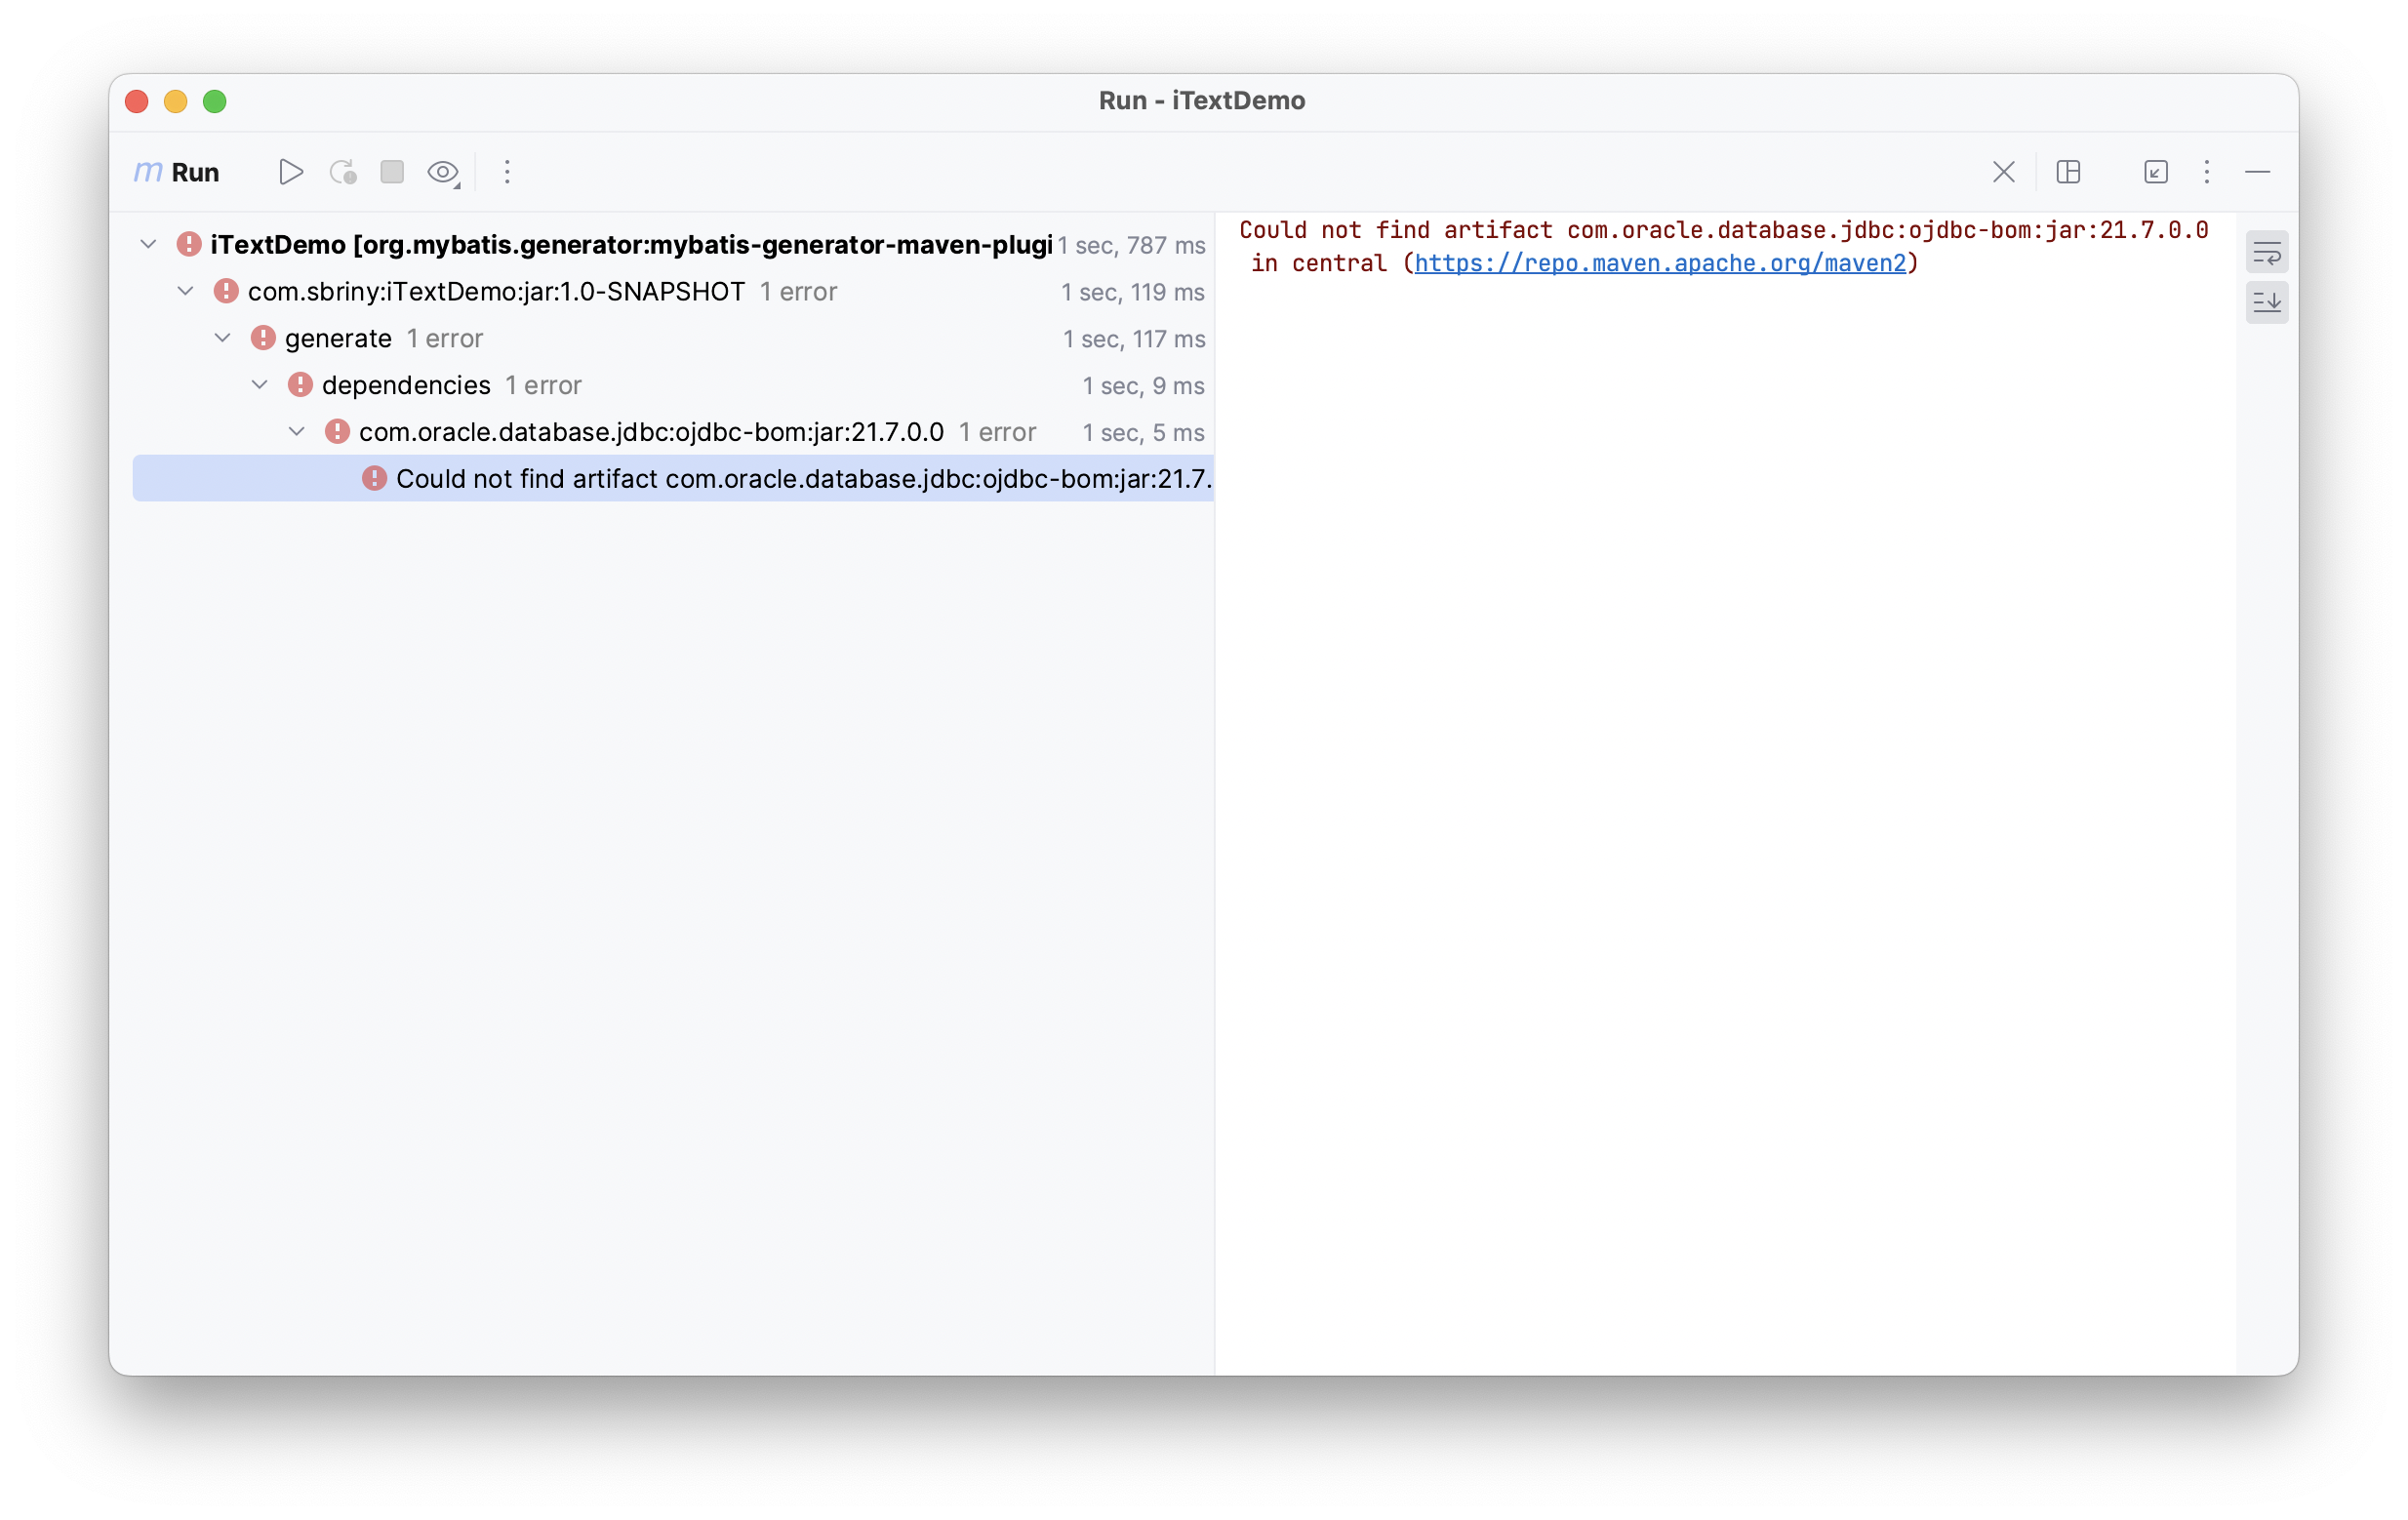 Run - iTextDemo
m Run
iTextDemo [org.mybatis.generator:mybatis-generator-maven-plugi 1 sec, 787 ms
com.sbriny:iTextDemo:jar:1.0-SNAPSHOT 1 error 1 sec, 119 ms
generate 1 error 1 sec, 117 ms
dependencies 1 error 1 sec, 9 ms
com.oracle.database.jdbc:ojdbc-bom:jar:21.7.0.0 1 error 1 sec, 5 ms
Could not find artifact com.oracle.database.jdbc:ojdbc-bom:jar:21.7.
Could not find artifact com.oracle.database.jdbc:ojdbc-bom:jar:21.7.0.0
in central (https://repo.maven.apache.org/maven2)